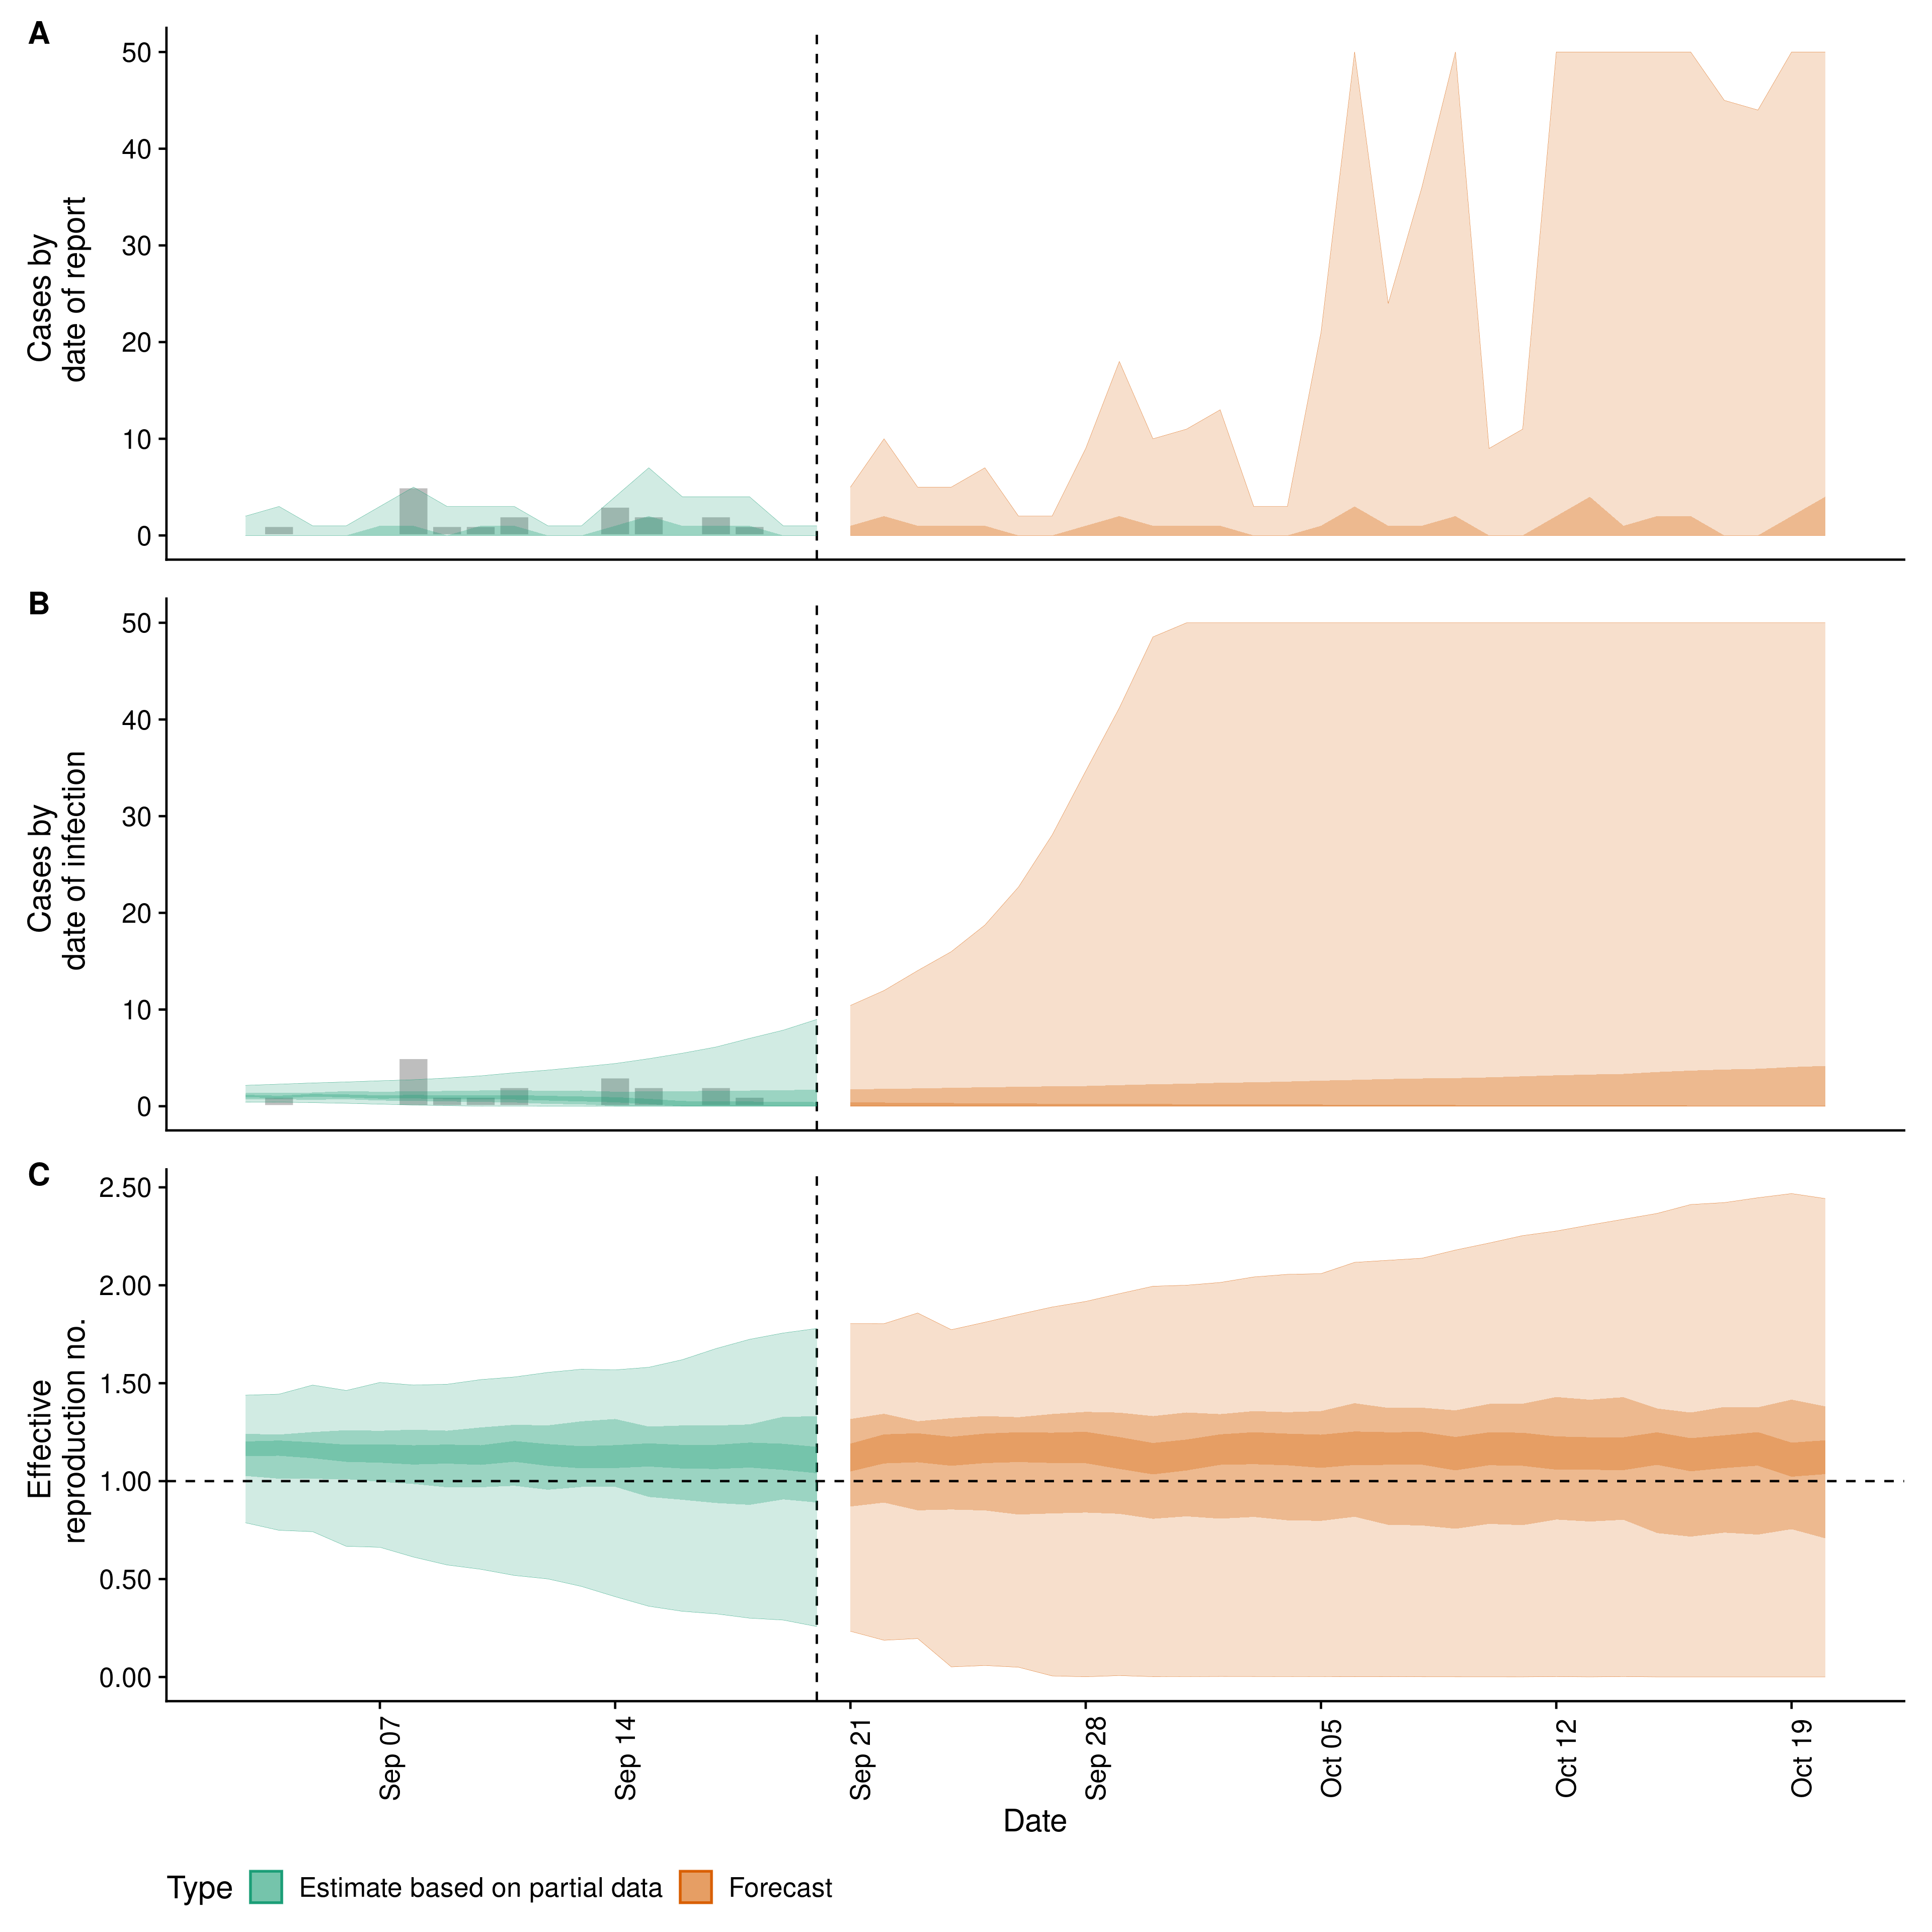 A
50
40
30
20
10
0
Cases by
date of report
B
50
40
30
20
10
0
Cases by
date of infection
C
2.50
2.00
1.50
1.00
0.50
0.00
Effective
reproduction no.
Sep 07
Sep 14
Sep 21
Sep 28
Oct 05
Oct 12
Oct 19
Date
Type Estimate based on partial data Forecast